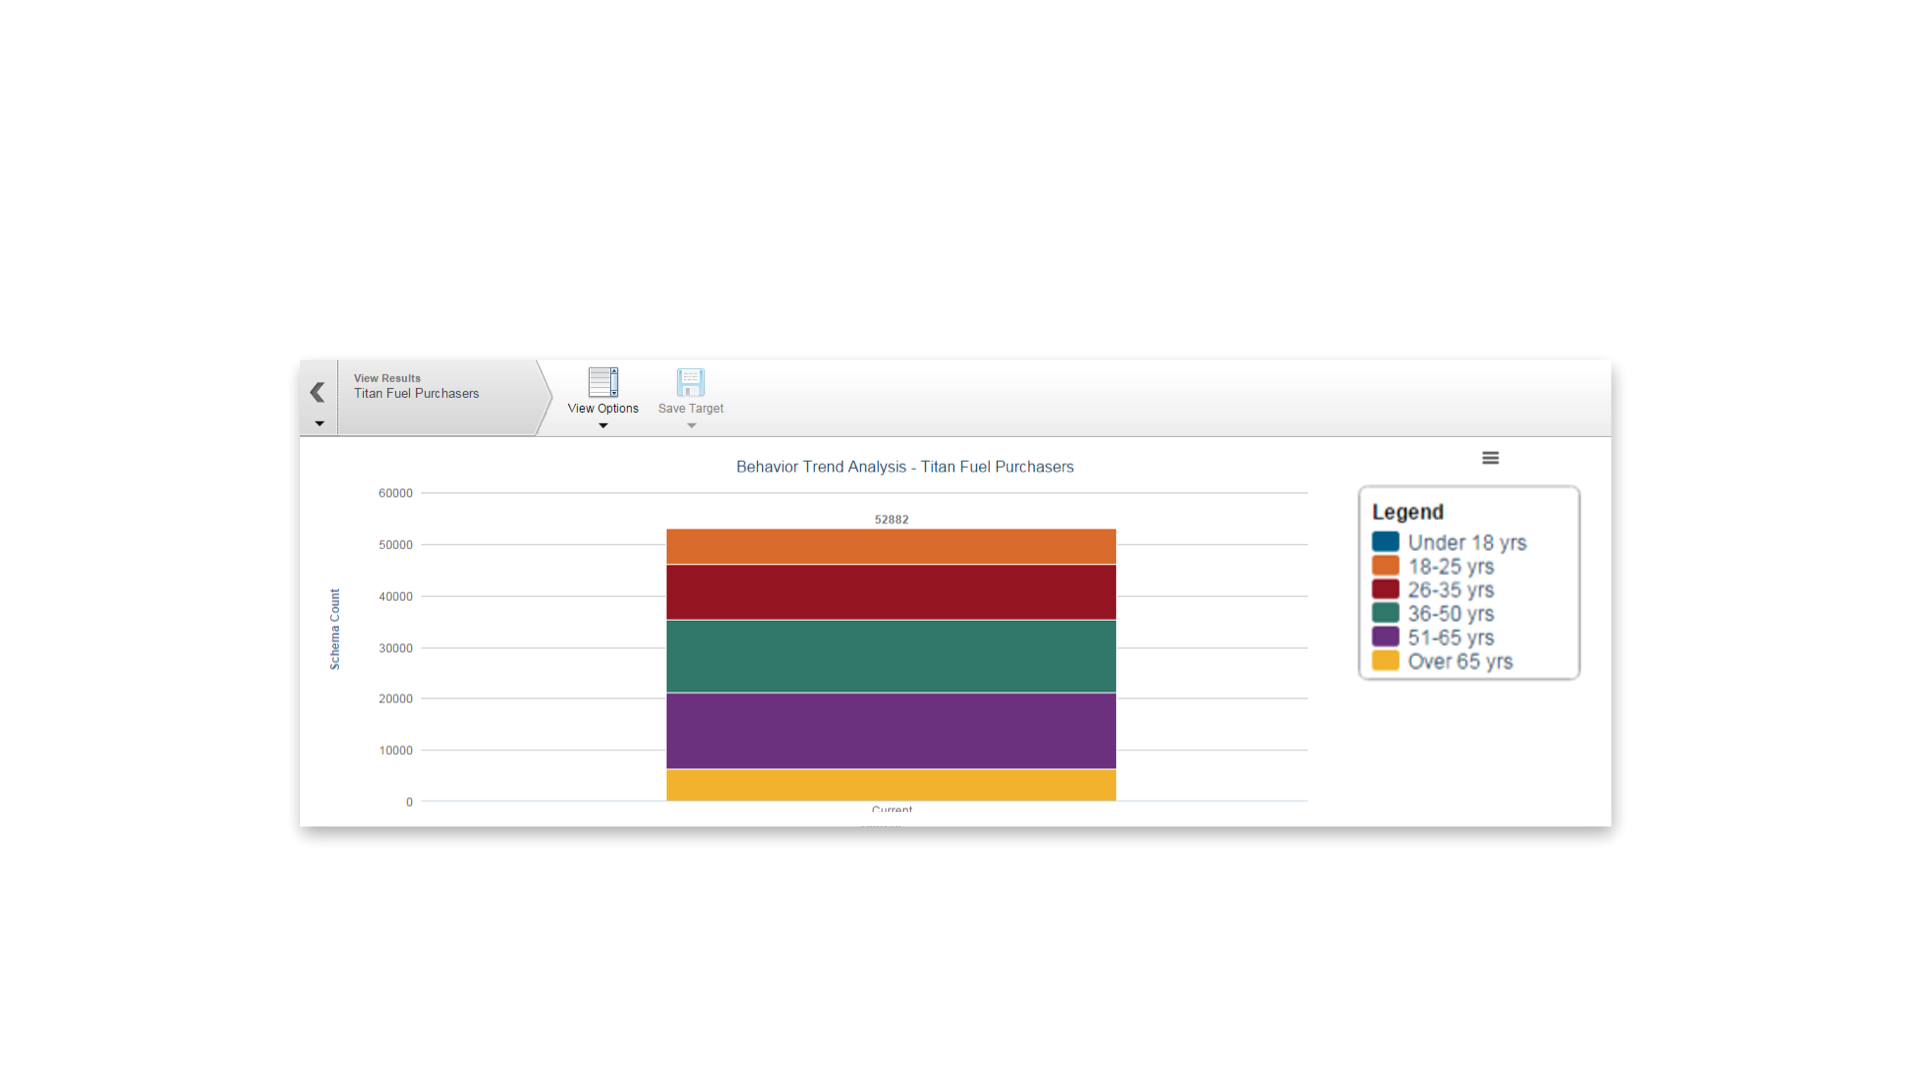 View Results
Titan Fuel Purchasers
View Options
Save Target
Behavior Trend Analysis - Titan Fuel Purchasers
60000
50000
40000
30000
20000
10000
0
Schema Count
52882
Current
Legend
Under 18 yrs
18-25 yrs
26-35 yrs
36-50 yrs
51-65 yrs
Over 65 yrs